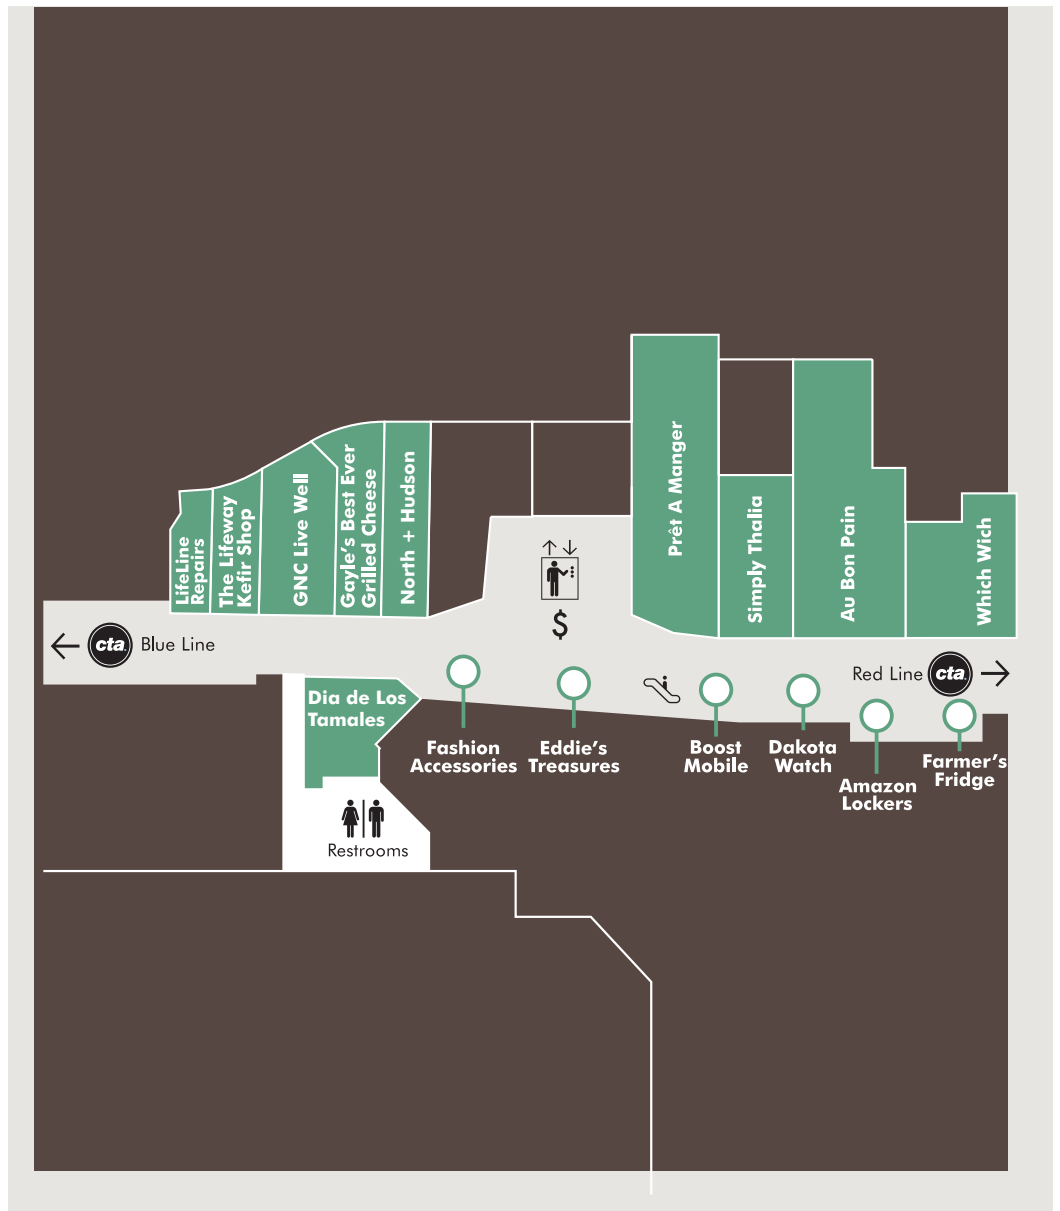 LifeLine
Repairs
The Lifeway
Kefir Shop
GNC Live Well
Gayle's Best Ever
Grilled Cheese
North + Hudson
Prêt A Manger
Simply Thalia
Au Bon Pain
Which Wich
$
cta
Blue Line
Red Line
cta
Dia de Los
Tamales
Fashion
Accessories
Eddie's
Treasures
Boost
Mobile
Dakota
Watch
Amazon
Lockers
Farmer's
Fridge
Restrooms